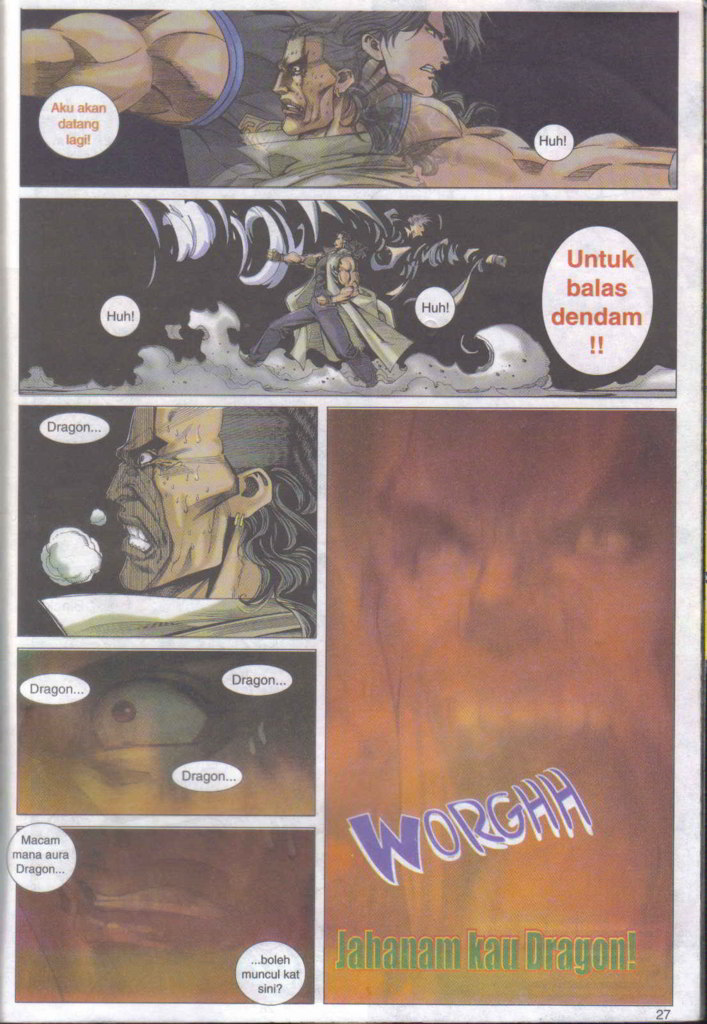 Aku akan
datang
lagi!
Huh!
Huh!
Huh!
Untuk
balas
dendam
!!
Dragon...
Dragon...
Dragon...
Dragon...
Macam
mana aura
Dragon...
...boleh
muncul kat
sini?
WORGHH
Jahanam kau Dragon!
27